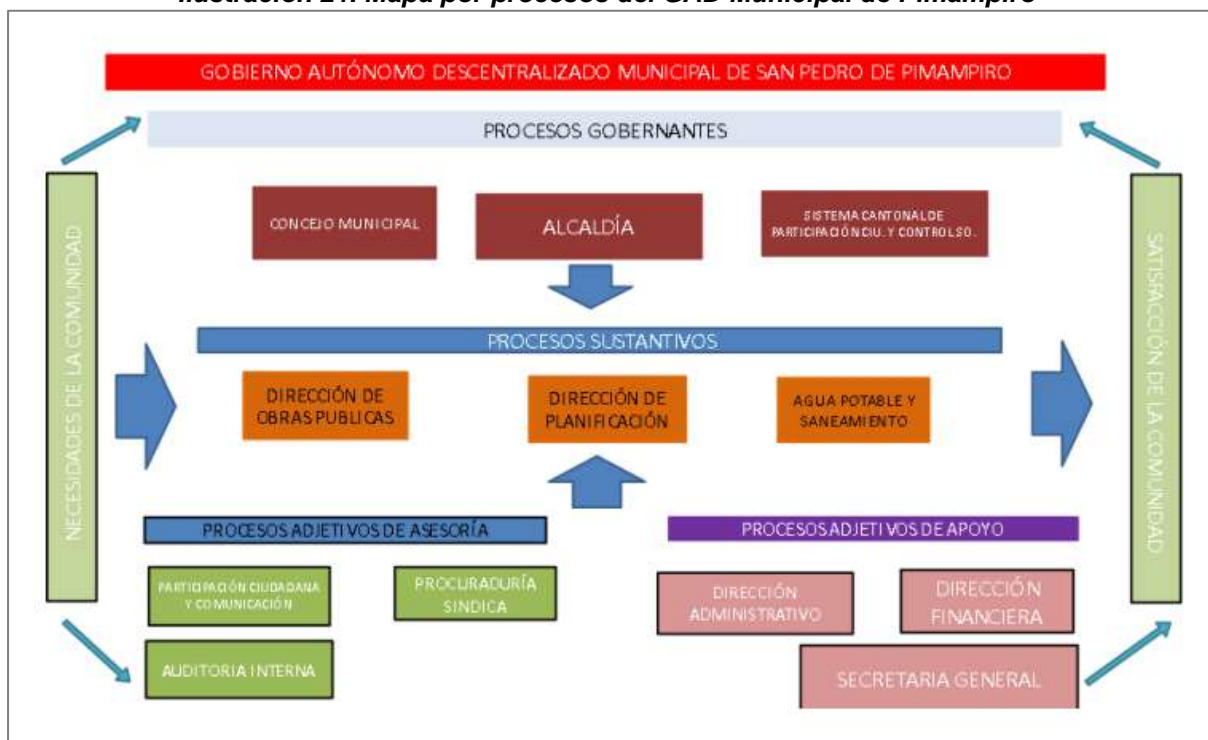 Ilustración 21. Mapa por procesos del GAD Municipal de Pimampiro
GOBIERNO AUTÓNOMO DESCENTRALIZADO MUNICIPAL DE SAN PEDRO DE PIMAMPIRO
PROCESOS GOBERNANTES
CONCEJO MUNICIPAL
ALCALDÍA
SISTEMA CANTONAL DE
PARTICIPACIÓN CIU. Y CONTROL SO.
NECESIDADES DE LA COMUNIDAD
SATISFACCIÓN DE LA COMUNIDAD
PROCESOS SUSTANTIVOS
DIRECCIÓN DE
OBRAS PUBLICAS
DIRECCIÓN DE
PLANIFICACIÓN
AGUA POTABLE Y
SANEAMIENTO
PROCESOS ADJETIVOS DE ASESORÍA
PROCESOS ADJETIVOS DE APOYO
PARTICIPACIÓN CIUDADANA
Y COMUNICACIÓN
PROCURADURÍA
SINDICA
AUDITORIA INTERNA
DIRECCIÓN
ADMINISTRATIVO
DIRECCIÓN
FINANCIERA
SECRETARIA GENERAL